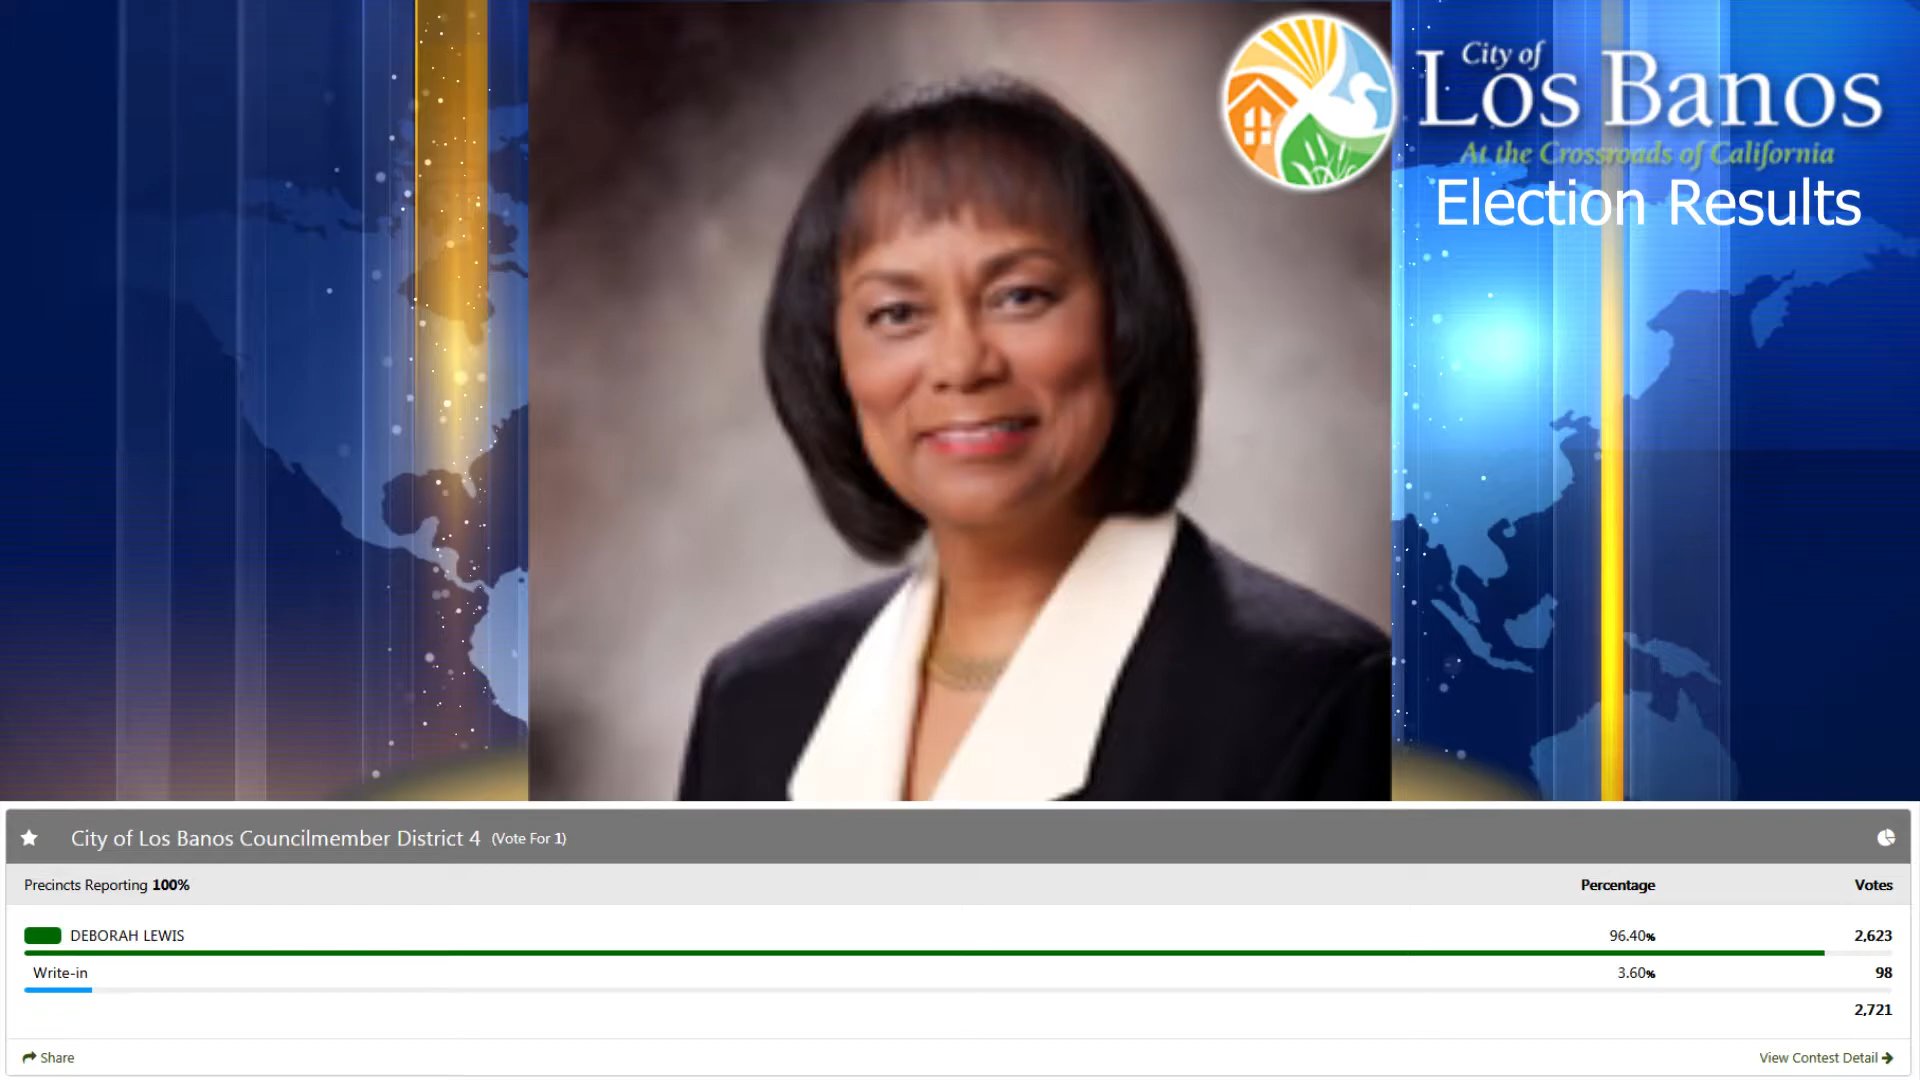 City of
Los Banos
At the Crossroads of California
Election Results
City of Los Banos Councilmember District 4 (Vote For 1)
Precincts Reporting 100% Percentage Votes
DEBORAH LEWIS 96.40% 2,623
Write-in 3.60% 98
2,721
Share View Contest Detail